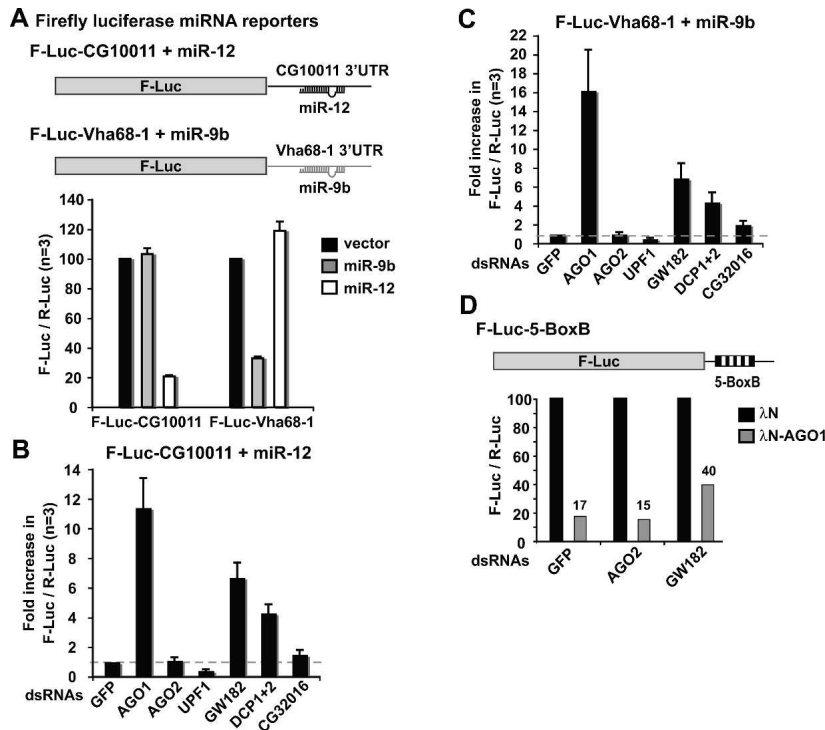 A Firefly luciferase miRNA reporters
F-Luc-CG10011 + miR-12
CG10011 3'UTR
F-Luc
miR-12
F-Luc-Vha68-1 + miR-9b
Vha68-1 3'UTR
F-Luc
miR-9b
F-Luc / R-Luc (n=3)
140
120
100
80
60
40
20
0
vector
miR-9b
miR-12
F-Luc-CG10011 F-Luc-Vha68-1
B
F-Luc-CG10011 + miR-12
Fold increase in
F-Luc / R-Luc (n=3)
14
12
10
8
6
4
2
0
dsRNAs
GFP
AGO1
AGO2
UPF1
GW182
DCP1+2
CG32016
C
F-Luc-Vha68-1 + miR-9b
Fold increase in
F-Luc / R-Luc (n=3)
22
20
18
16
14
12
10
8
6
4
2
0
dsRNAs
GFP
AGO1
AGO2
UPF1
GW182
DCP1+2
CG32016
D
F-Luc-5-BoxB
F-Luc
5-BoxB
F-Luc / R-Luc
100
80
60
40
20
0
17
15
40
λN
λN-AGO1
dsRNAs
GFP
AGO2
GW182